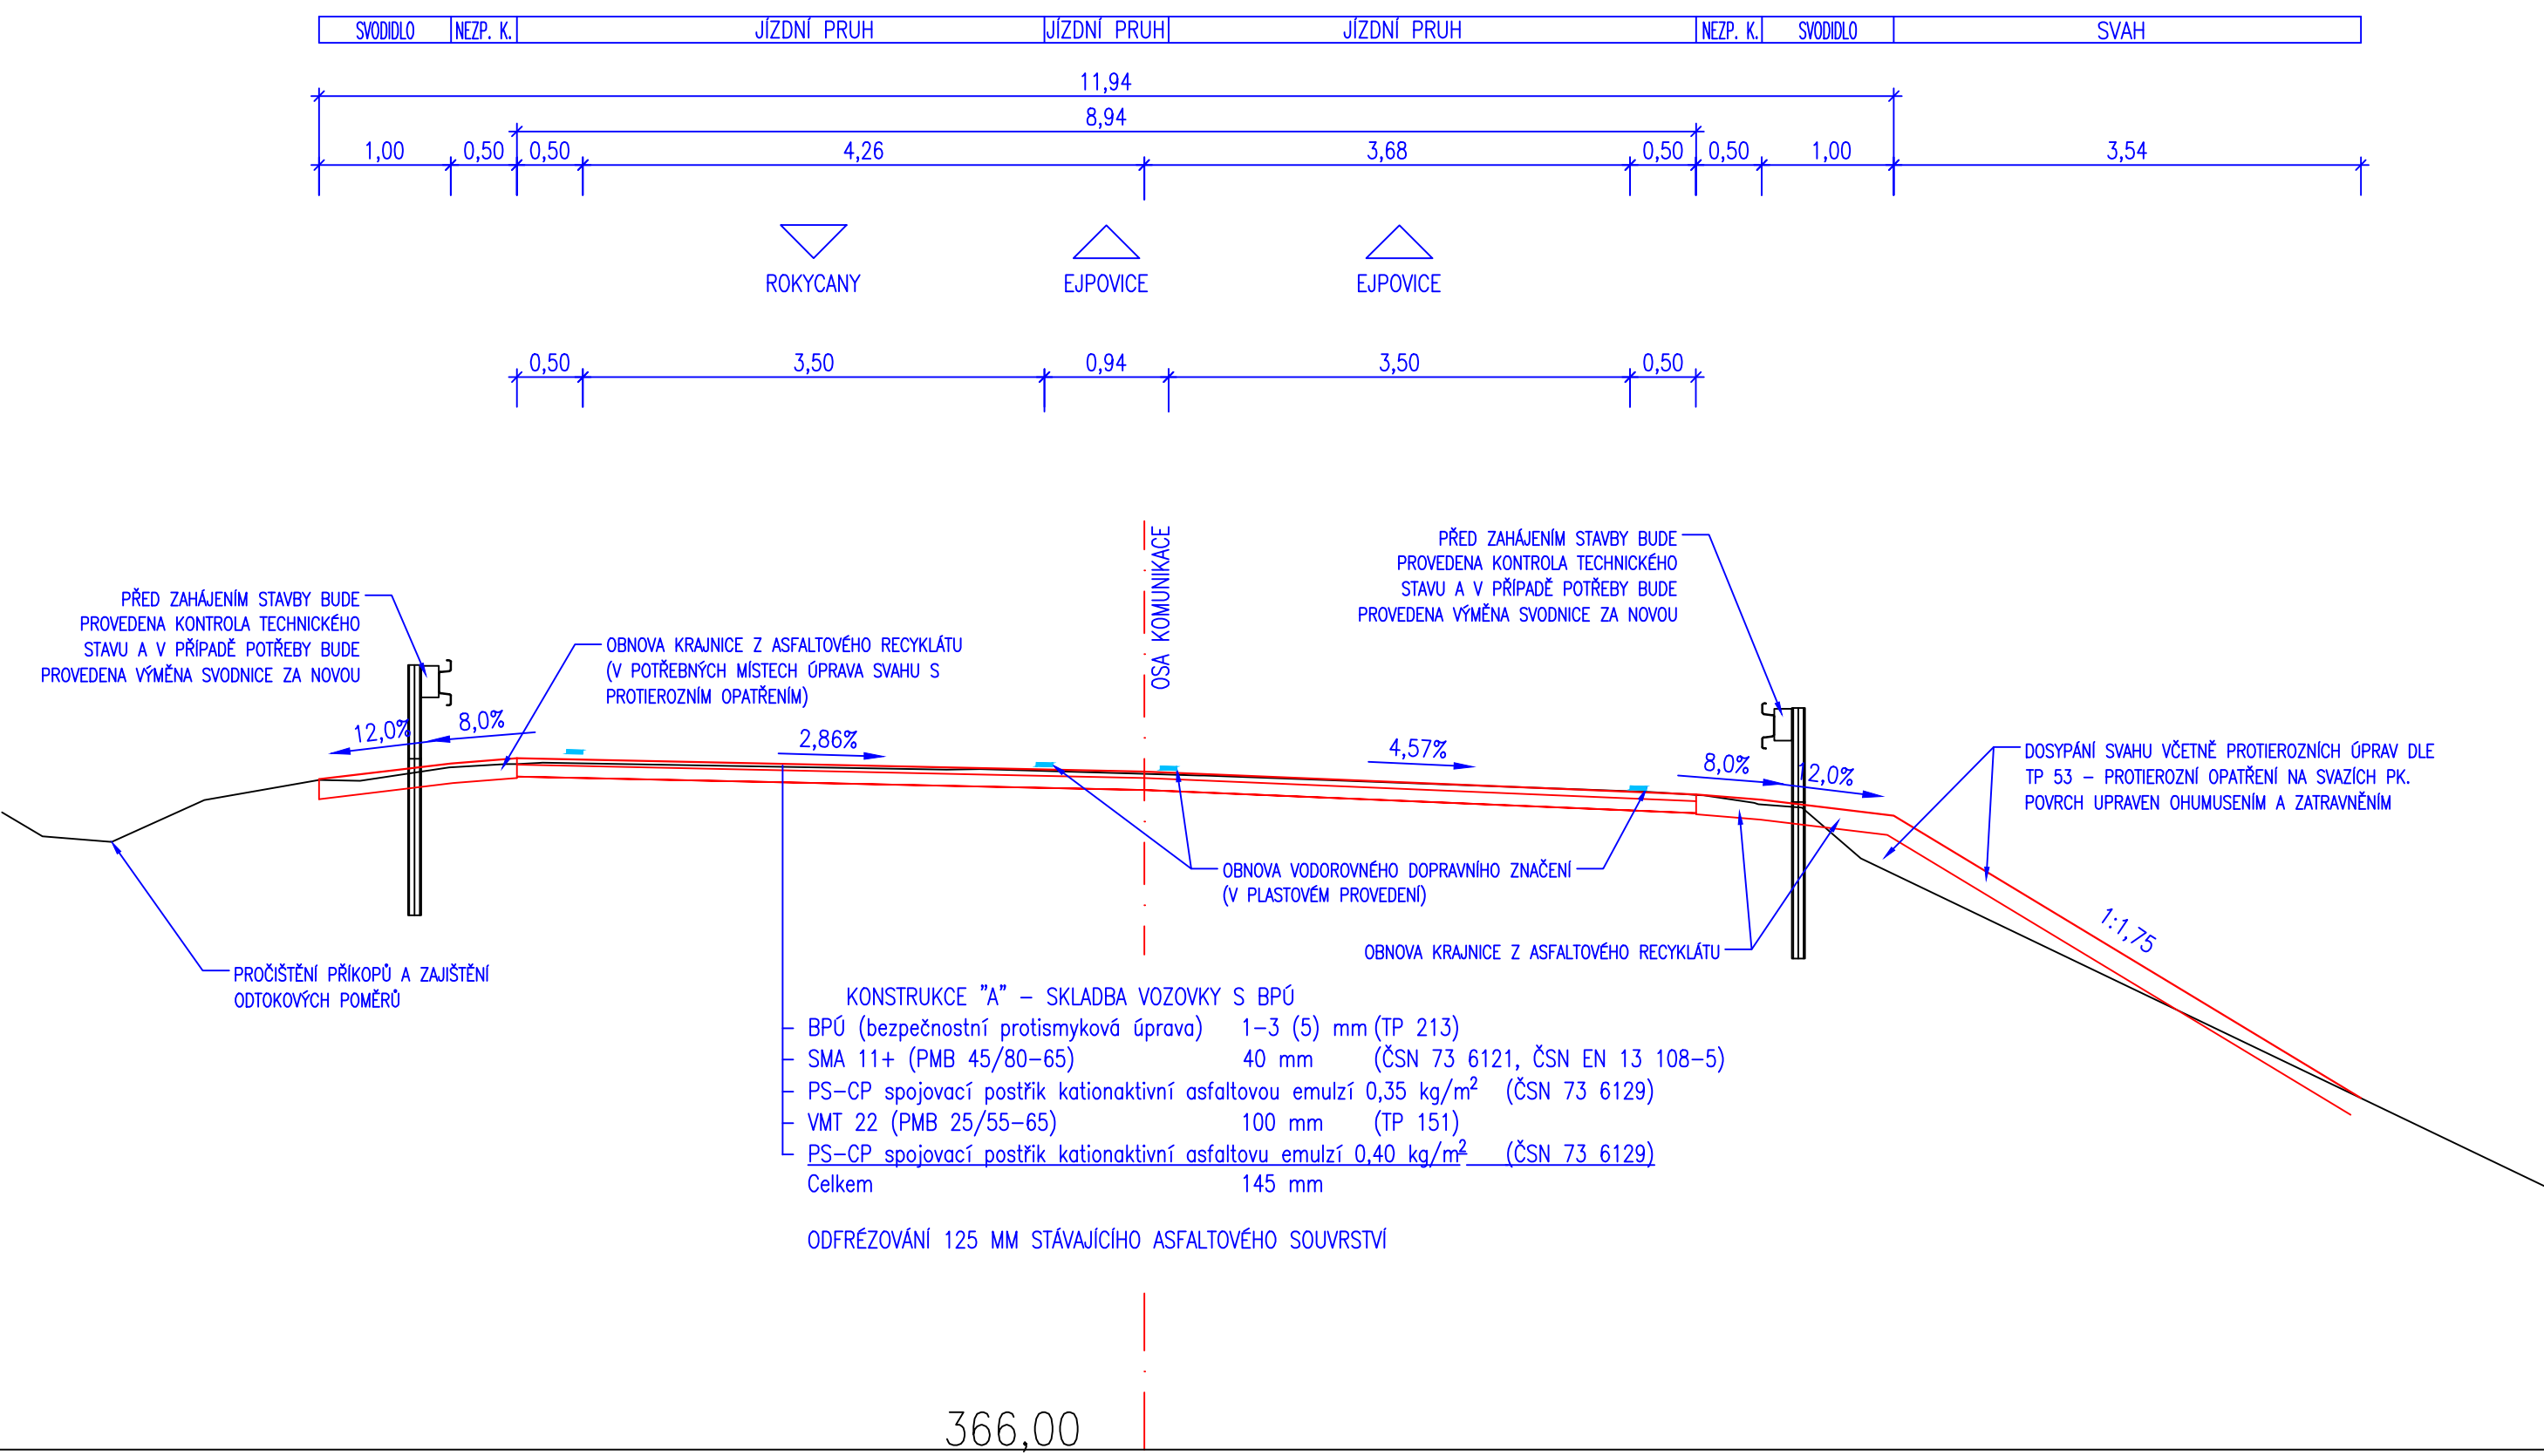 SVODIDLO NEZP. K. JÍZDNÍ PRUH JÍZDNÍ PRUH JÍZDNÍ PRUH NEZP. K. SVODIDLO SVAH
11,94
8,94
1,00 0,50 0,50 4,26 3,68 0,50 0,50 1,00 3,54
ROKYCANY EJPOVICE EJPOVICE
0,50 3,50 0,94 3,50 0,50
OSA KOMUNIKACE
PŘED ZAHÁJENÍM STAVBY BUDE
PROVEDENA KONTROLA TECHNICKÉHO
STAVU A V PŘÍPADĚ POTŘEBY BUDE
PROVEDENA VÝMĚNA SVODNICE ZA NOVOU
PŘED ZAHÁJENÍM STAVBY BUDE
PROVEDENA KONTROLA TECHNICKÉHO
STAVU A V PŘÍPADĚ POTŘEBY BUDE
PROVEDENA VÝMĚNA SVODNICE ZA NOVOU
OBNOVA KRAJNICE Z ASFALTOVÉHO RECYKLÁTU
(V POTŘEBNÝCH MÍSTECH ÚPRAVA SVAHU S
PROTIEROZNÍM OPATŘENÍM)
12,0% 8,0% 2,86% 4,57% 8,0% 12,0%
DOSYPÁNÍ SVAHU VČETNĚ PROTIEROZNÍCH ÚPRAV DLE
TP 53 – PROTIEROZNÍ OPATŘENÍ NA SVAZÍCH PK.
POVRCH UPRAVEN OHUMUSENÍM A ZATRAVNĚNÍM
OBNOVA VODOROVNÉHO DOPRAVNÍHO ZNAČENÍ
(V PLASTOVÉM PROVEDENÍ)
1:1,75
OBNOVA KRAJNICE Z ASFALTOVÉHO RECYKLÁTU
PROČIŠTĚNÍ PŘÍKOPŮ A ZAJIŠTĚNÍ
ODTOKOVÝCH POMĚRŮ
KONSTRUKCE "A" – SKLADBA VOZOVKY S BPÚ
BPÚ (bezpečnostní protismyková úprava) 1–3 (5) mm (TP 213)
SMA 11+ (PMB 45/80–65) 40 mm (ČSN 73 6121, ČSN EN 13 108–5)
PS–CP spojovací postřik kationaktivní asfaltovou emulzí 0,35 kg/m² (ČSN 73 6129)
VMT 22 (PMB 25/55–65) 100 mm (TP 151)
PS–CP spojovací postřik kationaktivní asfaltovu emulzí 0,40 kg/m² (ČSN 73 6129)
Celkem 145 mm
ODFRÉZOVÁNÍ 125 MM STÁVAJÍCÍHO ASFALTOVÉHO SOUVRSTVÍ
366,00